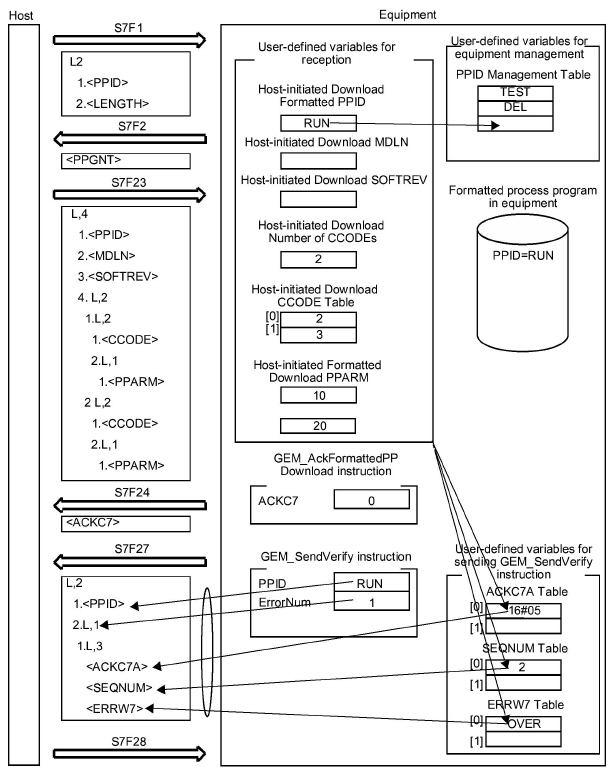 Host
Equipment
S7F1
L2
1.<PPID>
2.<LENGTH>
S7F2
<PPGNT>
S7F23
L,4
1.<PPID>
2.<MDLN>
3.<SOFTREV>
4. L,2
1.L,2
1.<CCODE>
2.L,1
1.<PPARM>
2 L,2
1.<CCODE>
2.L,1
1.<PPARM>
S7F24
<ACKC7>
S7F27
L,2
1.<PPID>
2.L,1
1.L,3
<ACKC7A>
<SEQNUM>
<ERRW7>
S7F28
User-defined variables for
reception
Host-initiated Download
Formatted PPID
RUN
Host-initiated Download MDLN
Host-initiated Download SOFTREV
Host-initiated Download
Number of CCODEs
2
Host-initiated Download
CCODE Table
[0] 2
[1] 3
Host-initiated Formatted
Download PPARM
10
20
GEM_AckFormattedPP
Download instruction
ACKC7 0
GEM_SendVerify instruction
PPID RUN
ErrorNum 1
User-defined variables for
equipment management
PPID Management Table
TEST
DEL
Formatted process program
in equipment
PPID=RUN
User-defined variables for
sending GEM_SendVerify
instruction
ACKC7A Table
[0] 16#05
[1]
SEQNUM Table
[0] 2
[1]
ERRW7 Table
[0] OVER
[1]